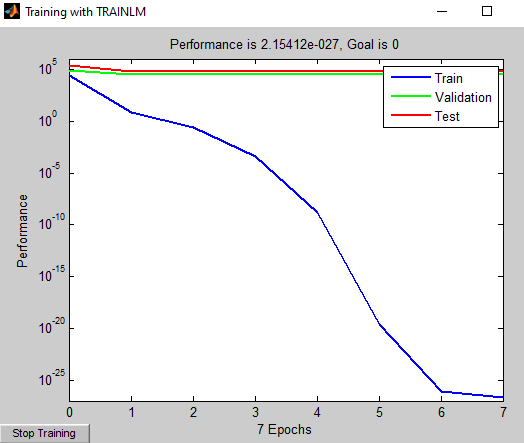 Training with TRAINLM
Performance is 2.15412e-027, Goal is 0
10^5
10^0
10^-5
10^-10
10^-15
10^-20
10^-25
Performance
Train
Validation
Test
0 1 2 3 4 5 6 7
7 Epochs
Stop Training